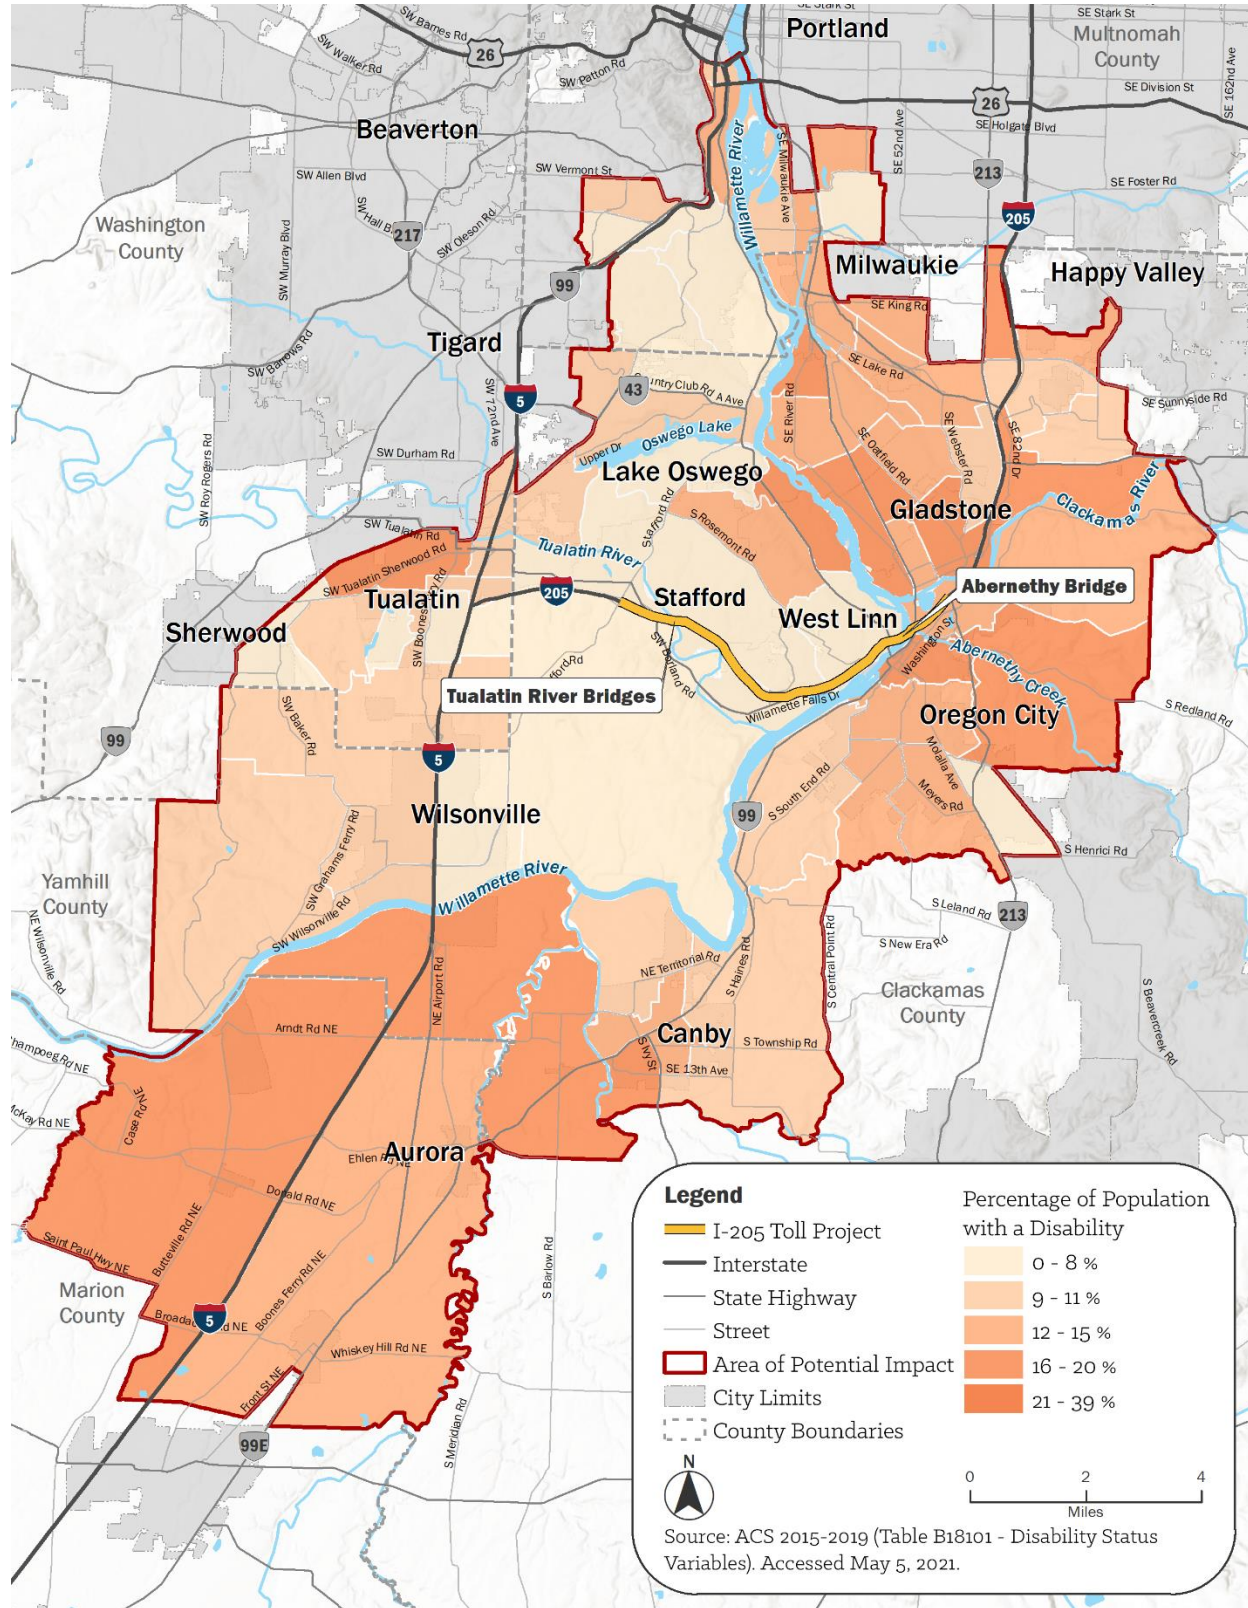 Portland
SE Stark St
SE Stark St
Multnomah
County
SW Barnes Rd
26
SW Walker Rd
SW Patton Rd
SE Division St
SE 162nd Ave
26
Beaverton
SE Holgate Blvd
SE 52nd Ave
SW Vermont St
SE Milwaukie Ave
Willamette River
SW Allen Blvd
213
SE Foster Rd
Washington
County
SW Hall B
217
SW Oleson Rd
205
SW Murray Blvd
Milwaukie
Happy Valley
99
SE King Rd
SW Barrows Rd
Tigard
SE Lake Rd
SW 72nd Ave
5
43
ountry Club Rd
A Ave
SE River Rd
SE Sunnyside Rd
SE Webster Rd
SE 82nd Dr
SE Oatfield Rd
Oswego Lake
Upper Dr
SW Durham Rd
SW Roy Rogers Rd
Lake Oswego
Clackamas River
Stafford Rd
S Rosemont Rd
Gladstone
SW Tualatin Rd
Tualatin River
SW Tualatin Sherwood Rd
Tualatin
205
Stafford
Abernethy Bridge
West Linn
Sherwood
SW Boones
ry Rd
SW Borland Rd
fford Rd
Washington St
Abernethy Creek
Tualatin River Bridges
Willamette Falls Dr
S Redland Rd
Oregon City
SW Baker Rd
99
5
Molalla Ave
Meyers Rd
S South End Rd
99
Wilsonville
SW Grahams Ferry Rd
S Henrici Rd
Willamette River
Yamhill
County
NE Wilsonville Rd
SW Wilsonville Rd
S Leland Rd
213
S New Era Rd
S Haines Rd
NE Territorial Rd
S Central Point Rd
NE Airport Rd
Clackamas
County
S Beavercreek Rd
Arndt Rd NE
Canby
S Township Rd
S Ivy St
SE 13th Ave
hampoeg Rd NE
McKay Rd NE
Case Rd
NE
Aurora
Ehlen R
NE
Donald Rd NE
Butteville Rd NE
Saint Paul Hwy NE
Boones Ferry Rd NE
S Barlow Rd
Marion
County
5
Broadac
Rd NE
Whiskey Hill Rd NE
Front St NE
S Meridian Rd
99E
Legend
I-205 Toll Project
Interstate
State Highway
Street
Area of Potential Impact
City Limits
County Boundaries
Percentage of Population
with a Disability
0 - 8 %
9 - 11 %
12 - 15 %
16 - 20 %
21 - 39 %
N
0 2 4
Miles
Source: ACS 2015-2019 (Table B18101 - Disability Status
Variables). Accessed May 5, 2021.